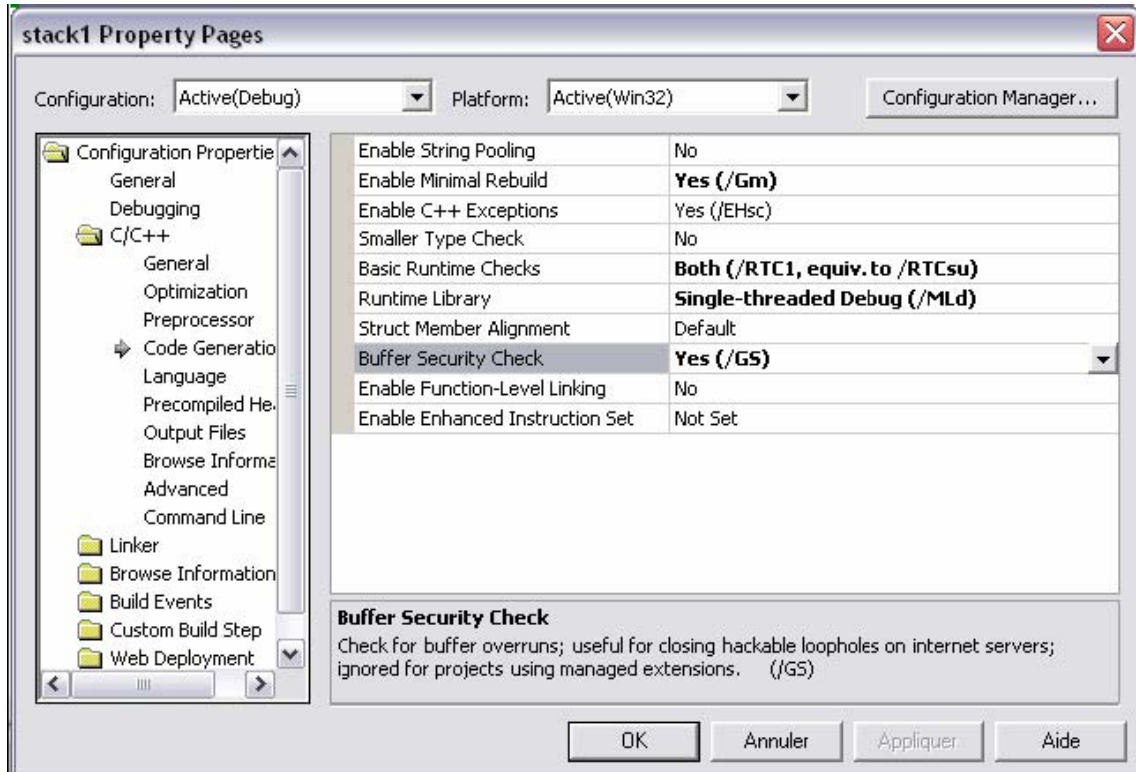 stack1 Property Pages
Configuration: Active(Debug) Platform: Active(Win32) Configuration Manager...
Configuration Propertie
General
Debugging
C/C++
General
Optimization
Preprocessor
Code Generatio
Language
Precompiled He
Output Files
Browse Informa
Advanced
Command Line
Linker
Browse Information
Build Events
Custom Build Step
Web Deployment
Enable String Pooling No
Enable Minimal Rebuild Yes (/Gm)
Enable C++ Exceptions Yes (/EHsc)
Smaller Type Check No
Basic Runtime Checks Both (/RTC1, equiv. to /RTCsu)
Runtime Library Single-threaded Debug (/MLd)
Struct Member Alignment Default
Buffer Security Check Yes (/GS)
Enable Function-Level Linking No
Enable Enhanced Instruction Set Not Set
Buffer Security Check
Check for buffer overruns; useful for closing hackable loopholes on internet servers;
ignored for projects using managed extensions. (/GS)
OK Annuler Appliquer Aide